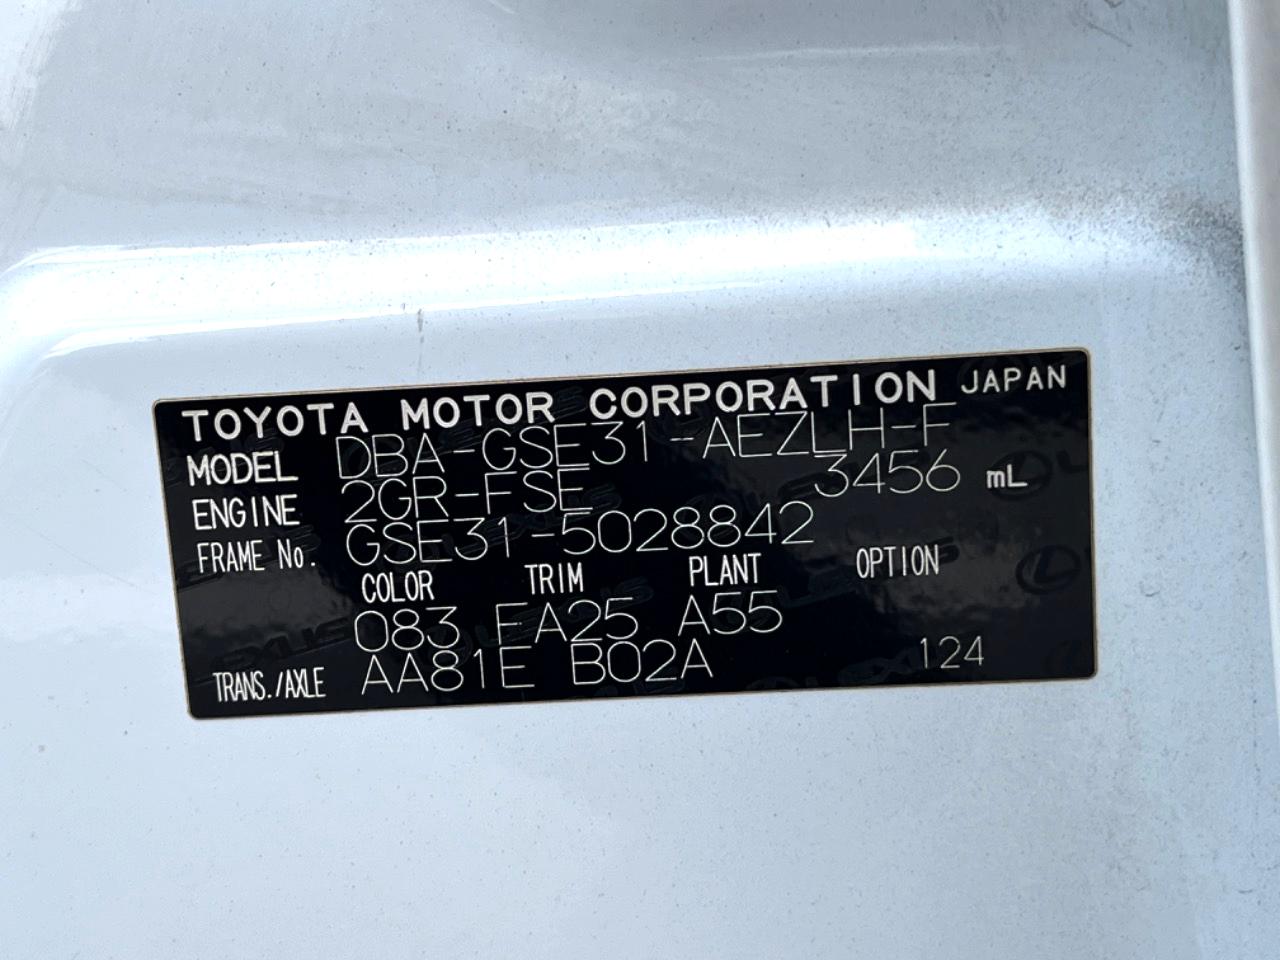 TOYOTA MOTOR CORPORATION JAPAN
MODEL DBA-GSE31-AEZLH-F
ENGINE 2GR-FSE 3456 mL
FRAME No. GSE31-5028842
COLOR TRIM PLANT OPTION
083 FA25 A55
TRANS./AXLE AA81E B02A 124